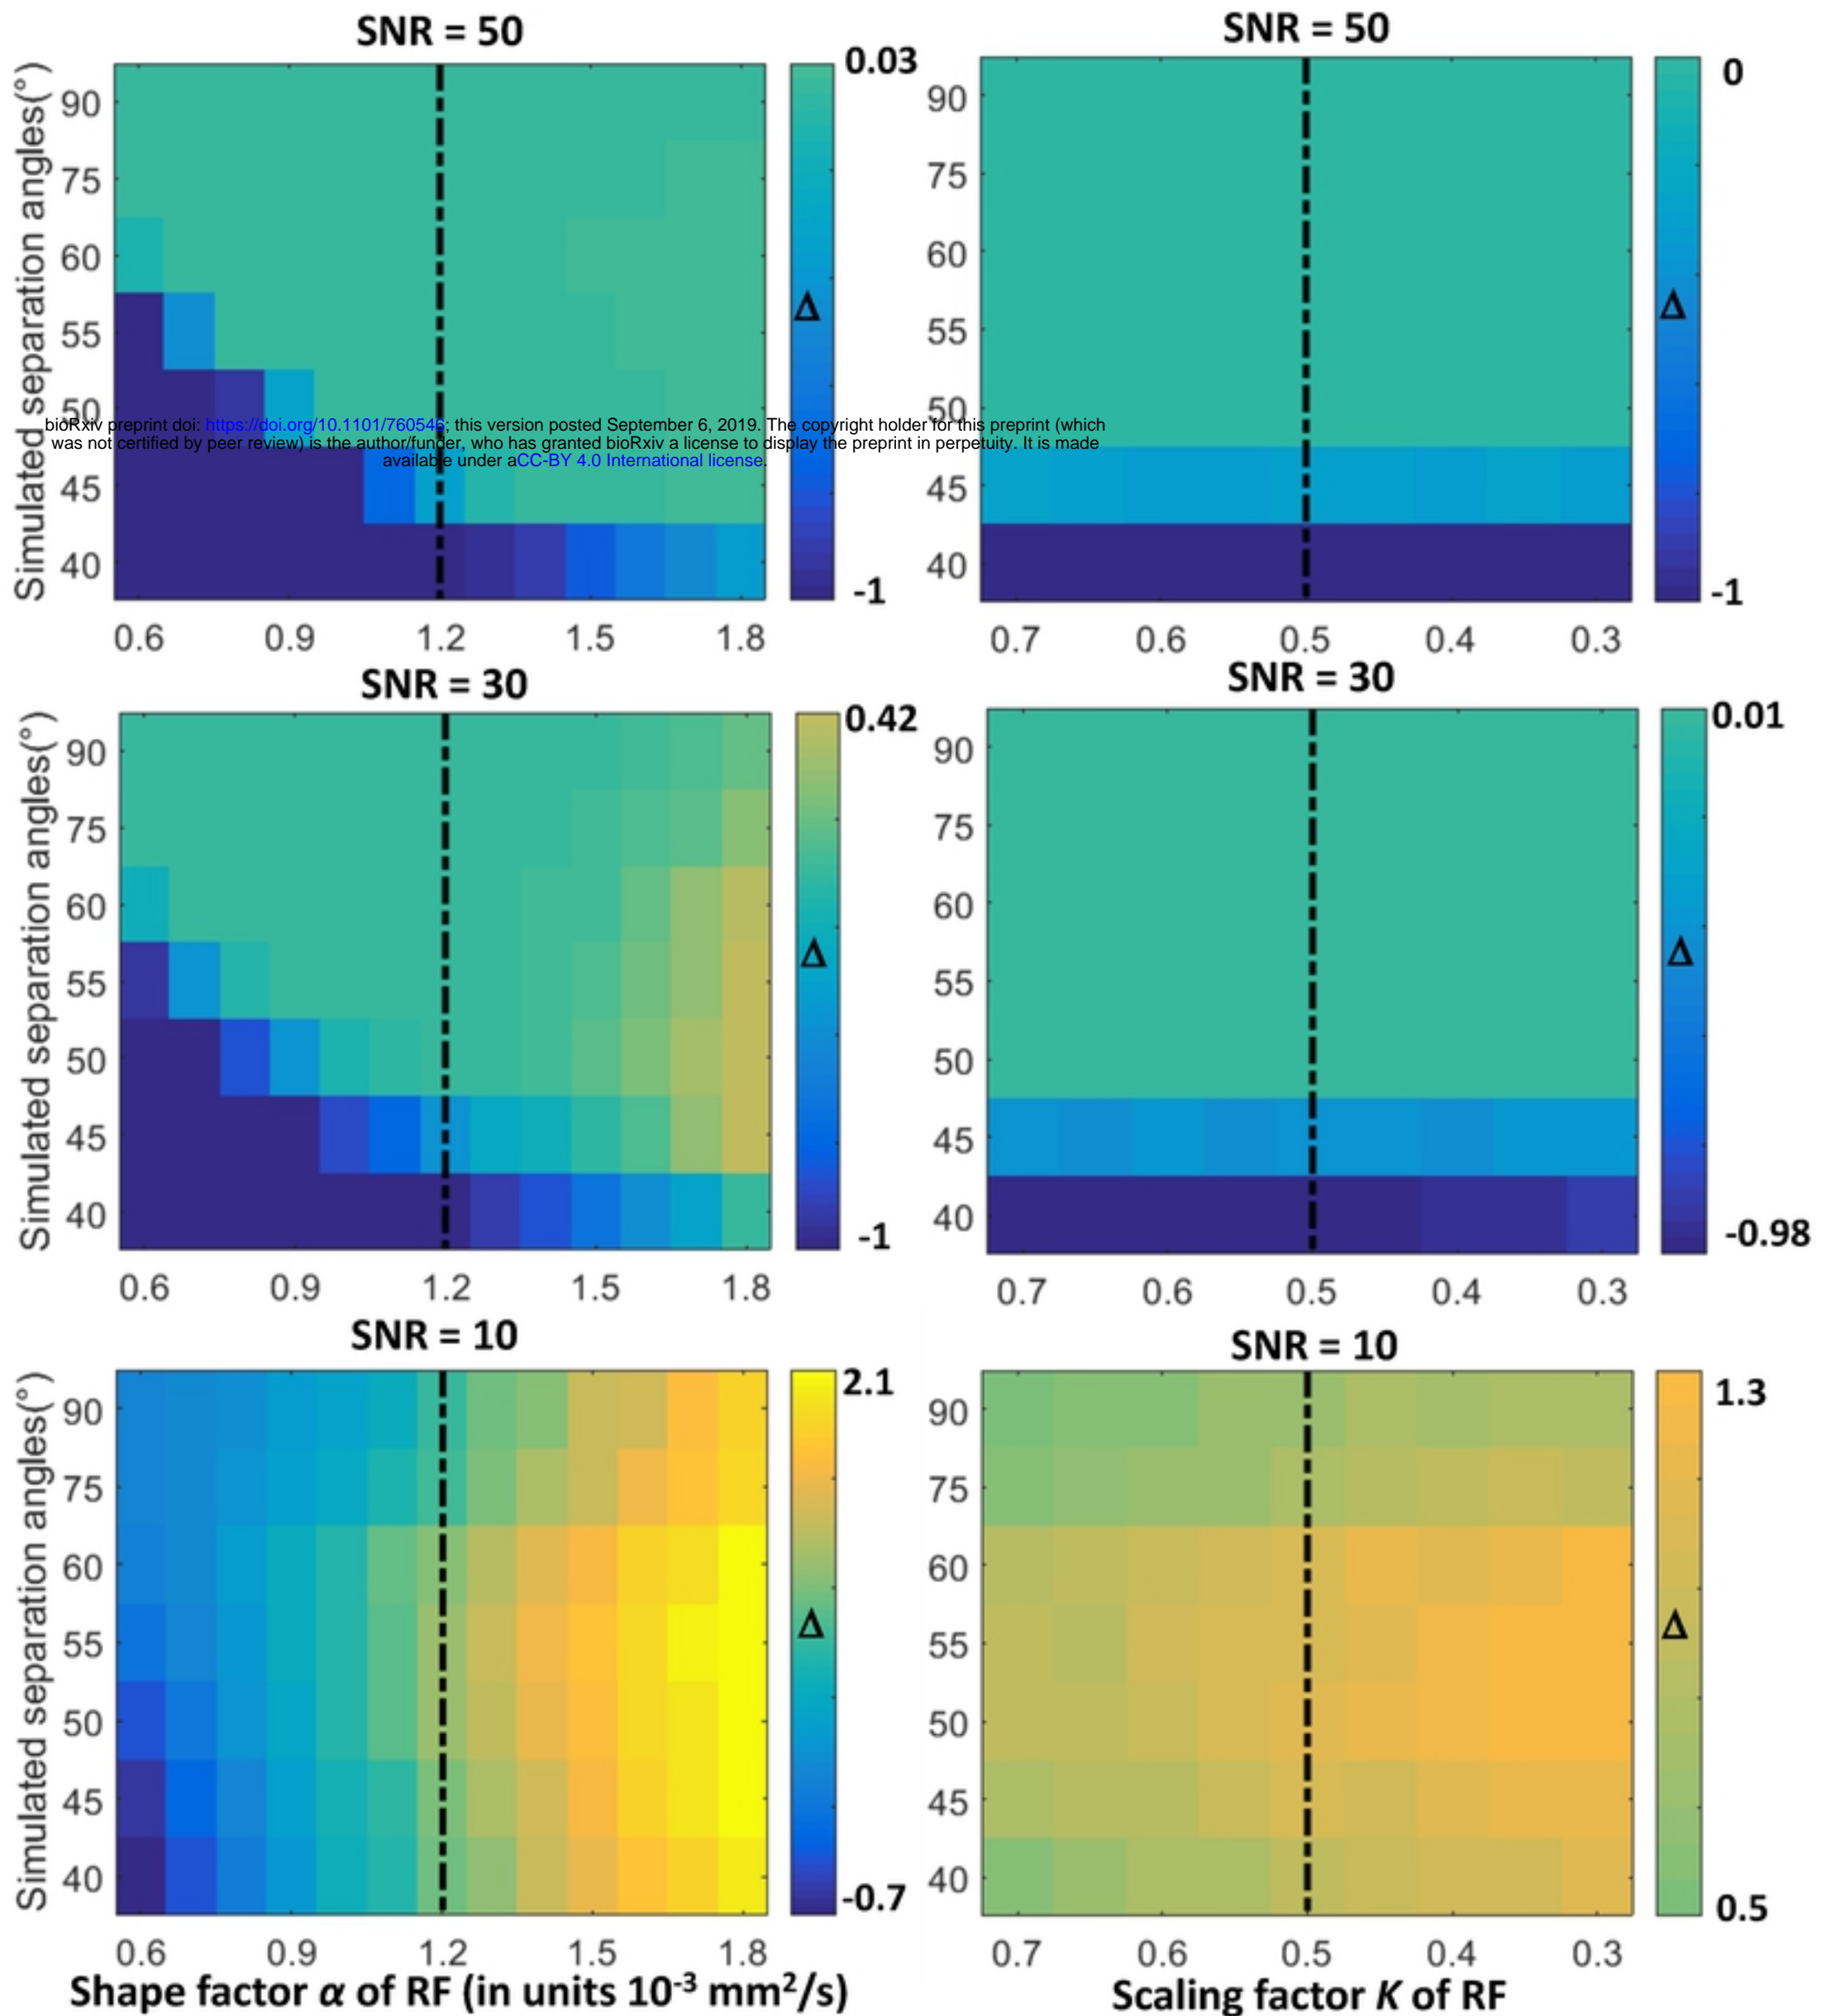 SNR = 50
Simulated separation angles(°)
90
75
60
55
50
45
40
0.6 0.9 1.2 1.5 1.8
0.03
Δ
-1
SNR = 50
90
75
60
55
50
45
40
0.7 0.6 0.5 0.4 0.3
0
Δ
-1
bioRxiv preprint doi: https://doi.org/10.1101/760546; this version posted September 6, 2019. The copyright holder for this preprint (which
was not certified by peer review) is the author/funder, who has granted bioRxiv a license to display the preprint in perpetuity. It is made
available under aCC-BY 4.0 International license.
SNR = 30
Simulated separation angles(°)
90
75
60
55
50
45
40
0.6 0.9 1.2 1.5 1.8
0.42
Δ
-1
SNR = 30
90
75
60
55
50
45
40
0.7 0.6 0.5 0.4 0.3
0.01
Δ
-0.98
SNR = 10
Simulated separation angles(°)
90
75
60
55
50
45
40
0.6 0.9 1.2 1.5 1.8
Shape factor α of RF (in units 10⁻³ mm²/s)
2.1
Δ
-0.7
SNR = 10
90
75
60
55
50
45
40
0.7 0.6 0.5 0.4 0.3
Scaling factor K of RF
1.3
Δ
0.5